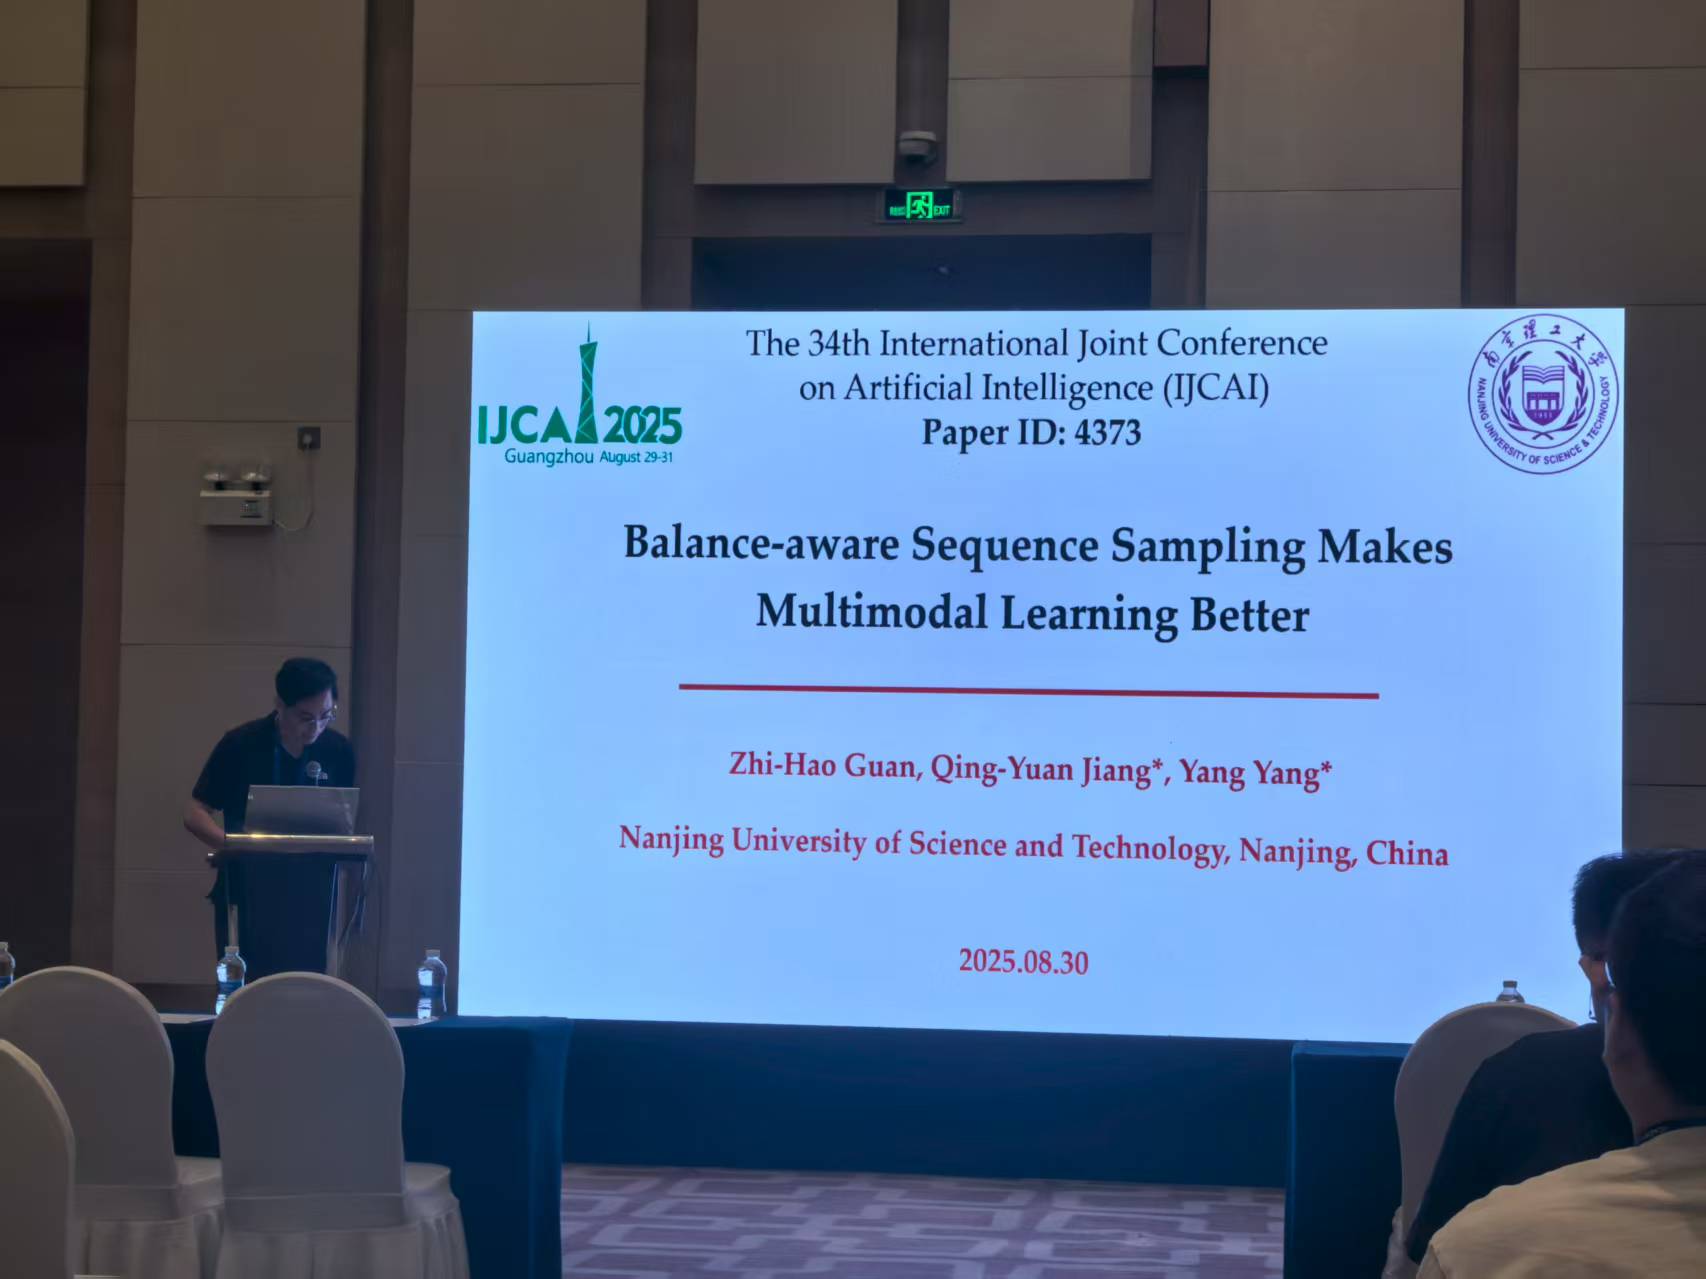 EXIT
The 34th International Joint Conference
on Artificial Intelligence (IJCAI)
Paper ID: 4373
IJCAI 2025
Guangzhou August 29-31
南京理工大学
NANJING UNIVERSITY OF SCIENCE & TECHNOLOGY
Balance-aware Sequence Sampling Makes
Multimodal Learning Better
Zhi-Hao Guan, Qing-Yuan Jiang*, Yang Yang*
Nanjing University of Science and Technology, Nanjing, China
2025.08.30